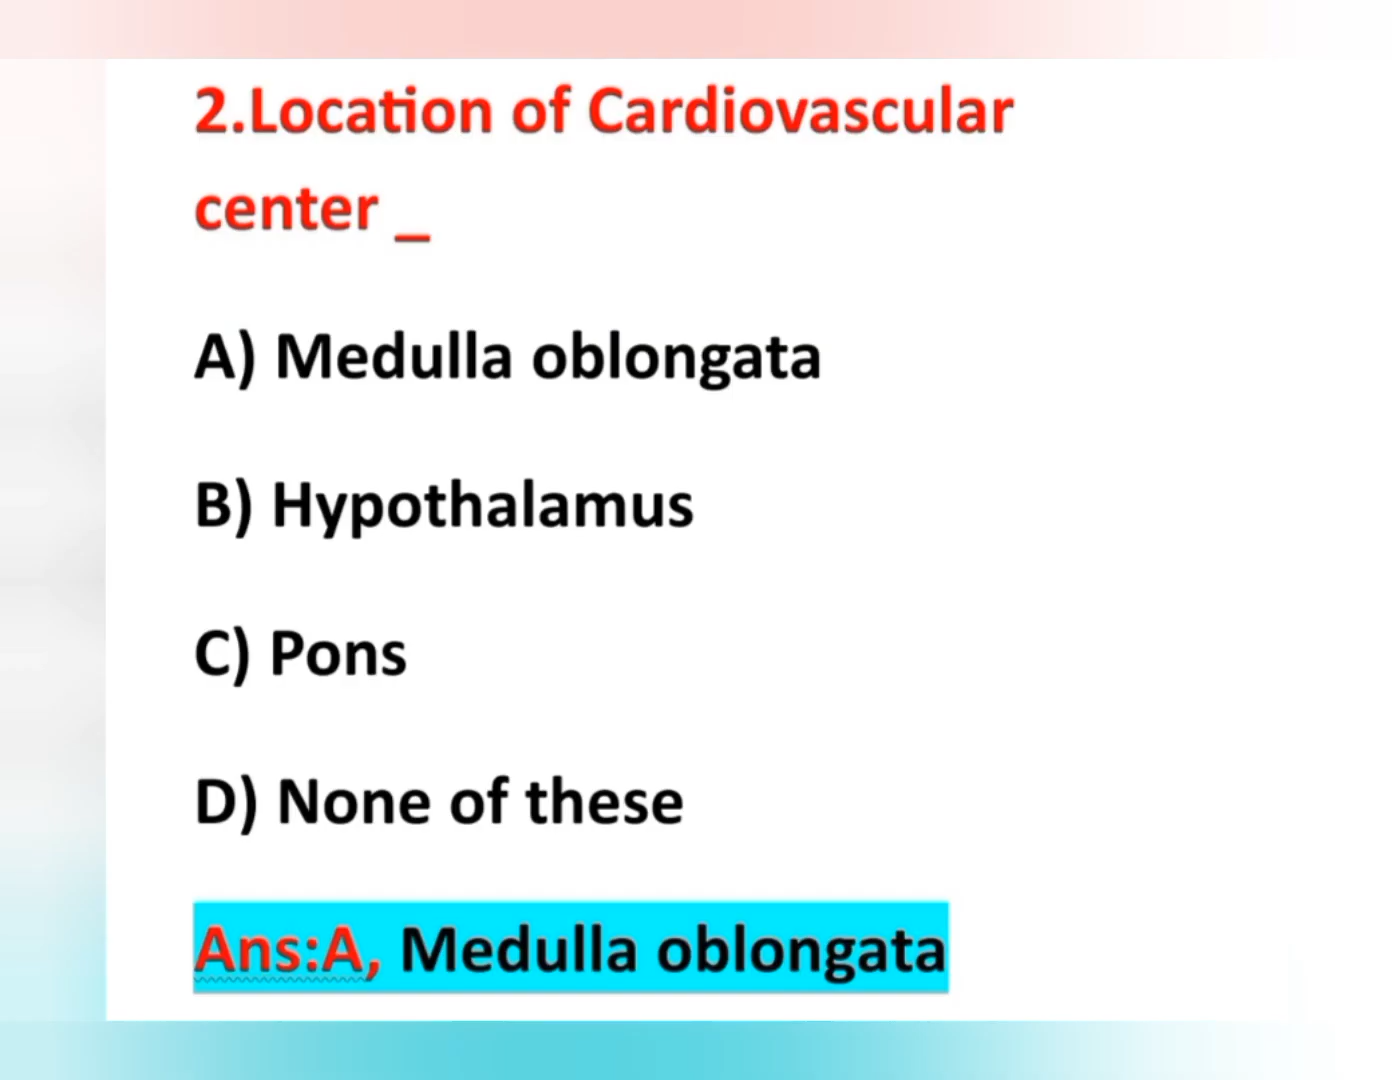 2.Location of Cardiovascular
center _
A) Medulla oblongata
B) Hypothalamus
C) Pons
D) None of these
Ans:A, Medulla oblongata